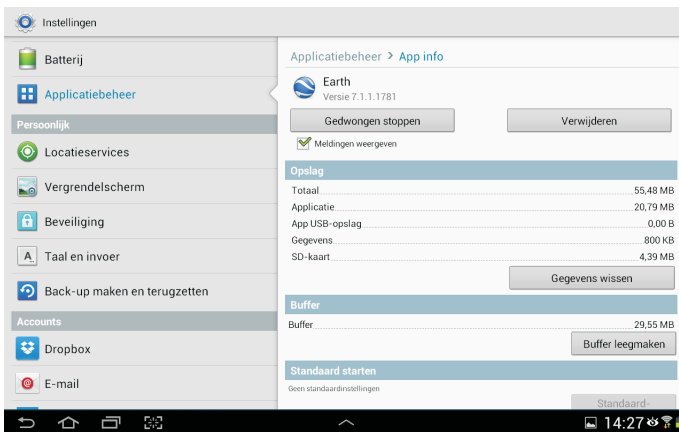 Instellingen
Batterij
Applicatiebeheer
Persoonlijk
Locatieservices
Vergrendelscherm
Beveiliging
Taal en invoer
Back-up maken en terugzetten
Accounts
Dropbox
E-mail
Applicatiebeheer > App info
Earth
Versie 7.1.1.1781
Gedwongen stoppen Verwijderen
Meldingen weergeven
Opslag
Totaal 55,48 MB
Applicatie 20,79 MB
App USB-opslag 0,00 B
Gegevens 800 KB
SD-kaart 4,39 MB
Gegevens wissen
Buffer
Buffer 29,55 MB
Buffer leegmaken
Standaard starten
Geen standaardinstellingen
Standaard-
14:27